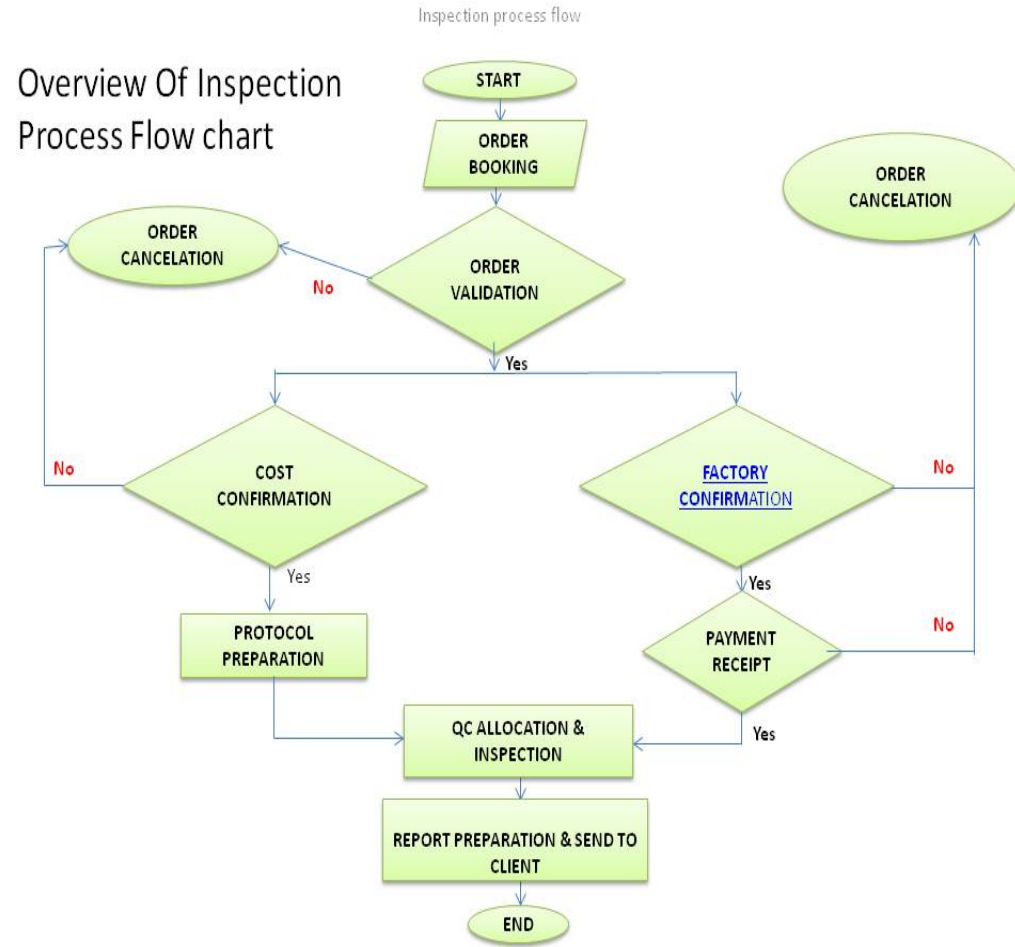 Inspection process flow
Overview Of Inspection
Process Flow chart
START
ORDER
BOOKING
ORDER
CANCELATION
ORDER
CANCELATION
No
ORDER
VALIDATION
Yes
No
COST
CONFIRMATION
FACTORY
CONFIRMATION
No
Yes
Yes
PROTOCOL
PREPARATION
PAYMENT
RECEIPT
No
QC ALLOCATION &
INSPECTION
Yes
REPORT PREPARATION & SEND TO
CLIENT
END